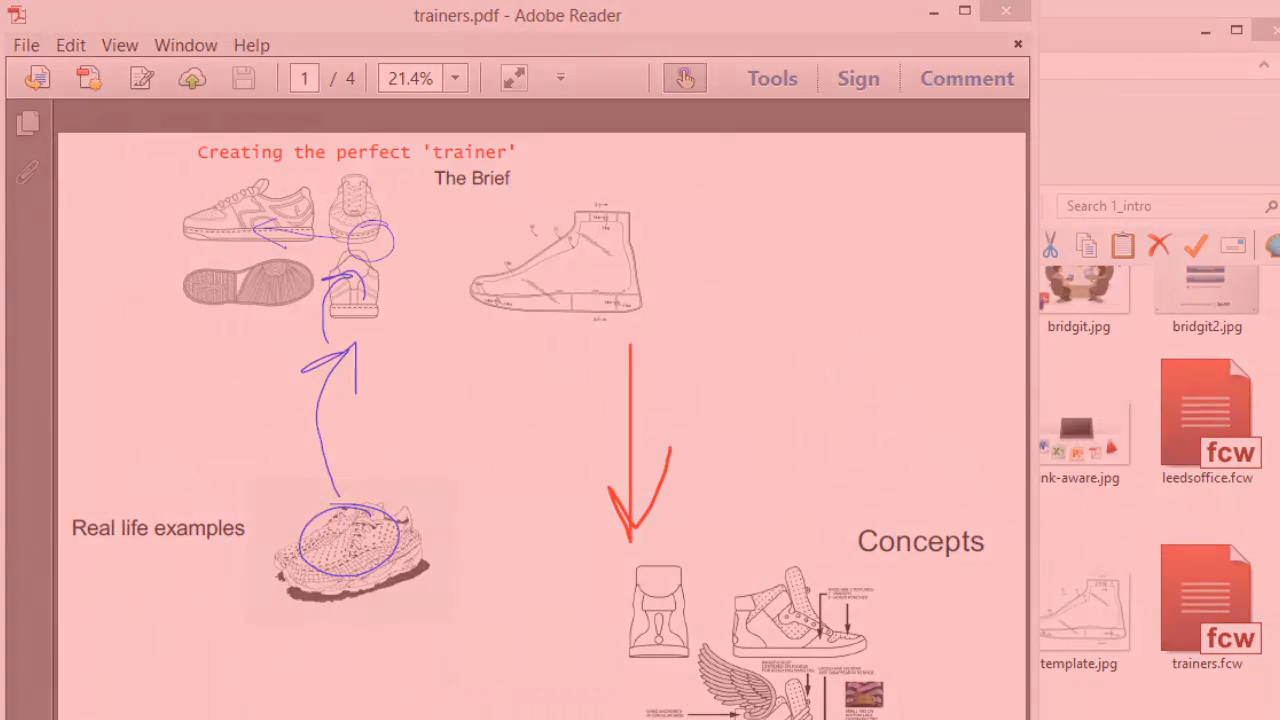 trainers.pdf - Adobe Reader
File Edit View Window Help
1 / 4 21.4% Tools Sign Comment
Search 1_intro
Creating the perfect 'trainer'
The Brief
bridgit.jpg bridgit2.jpg
fcw
nk-aware.jpg leedsoffice.fcw
Real life examples
Concepts
fcw
template.jpg trainers.fcw